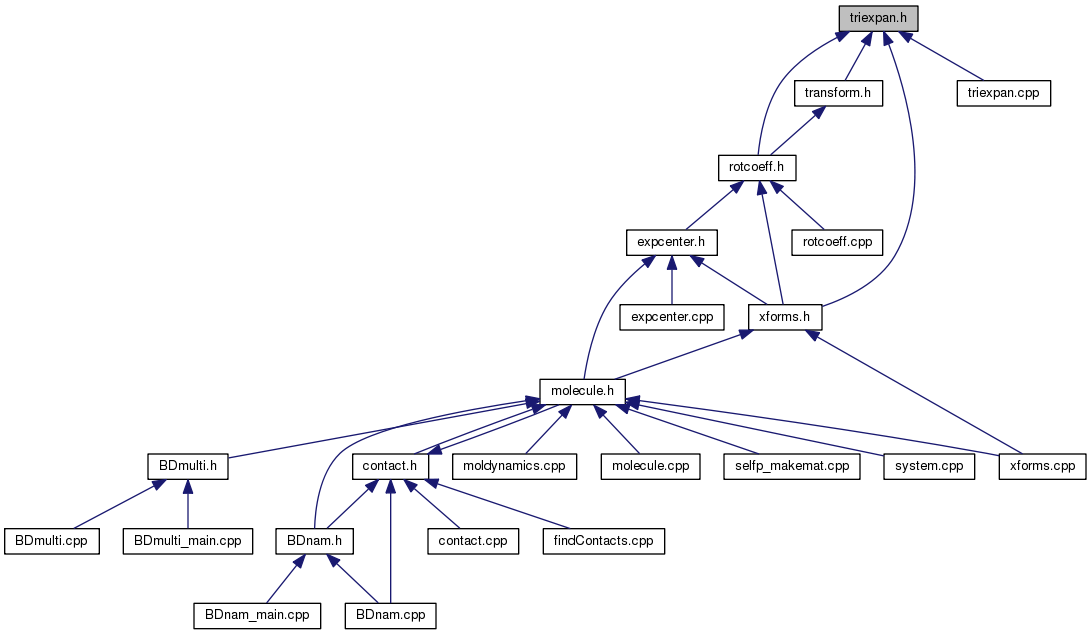 triexpan.h
transform.h
triexpan.cpp
rotcoeff.h
expcenter.h
rotcoeff.cpp
expcenter.cpp
xforms.h
molecule.h
BDmulti.h
contact.h
moldynamics.cpp
molecule.cpp
selfp_makemat.cpp
system.cpp
xforms.cpp
BDmulti.cpp
BDmulti_main.cpp
BDnam.h
contact.cpp
findContacts.cpp
BDnam_main.cpp
BDnam.cpp